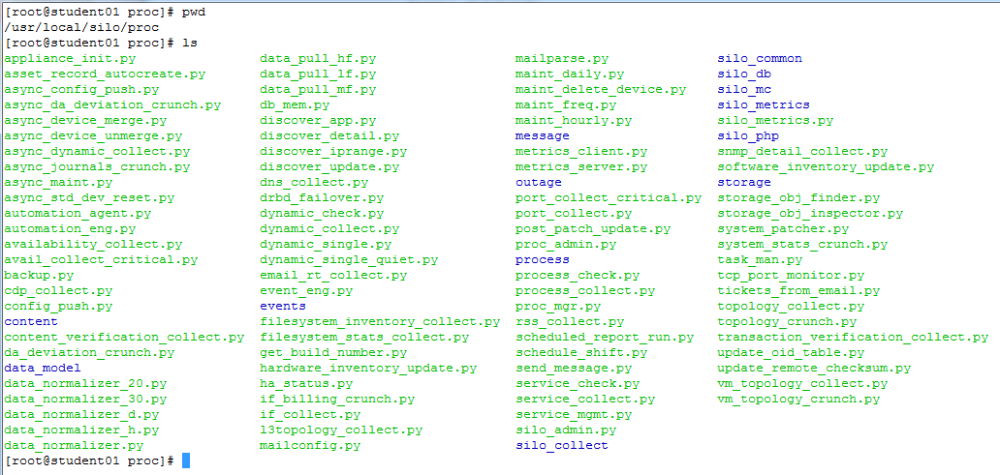 [root@student01 proc]# pwd
/usr/local/silo/proc
[root@student01 proc]# ls
appliance_init.py data_pull_hf.py mailparse.py silo_common
asset_record_autocreate.py data_pull_lf.py maint_daily.py silo_db
async_config_push.py data_pull_mf.py maint_delete_device.py silo_mc
async_da_deviation_crunch.py db_mem.py maint_freq.py silo_metrics
async_device_merge.py discover_app.py maint_hourly.py silo_metrics.py
async_device_unmerge.py discover_detail.py message silo_php
async_dynamic_collect.py discover_iprange.py metrics_client.py snmp_detail_collect.py
async_journals_crunch.py discover_update.py metrics_server.py software_inventory_update.py
async_maint.py dns_collect.py outage storage
async_std_dev_reset.py drbd_failover.py port_collect_critical.py storage_obj_finder.py
automation_agent.py dynamic_check.py port_collect.py storage_obj_inspector.py
automation_eng.py dynamic_collect.py post_patch_update.py system_patcher.py
availability_collect.py dynamic_single.py proc_admin.py system_stats_crunch.py
avail_collect_critical.py dynamic_single_quiet.py process task_man.py
backup.py email_rt_collect.py process_check.py tcp_port_monitor.py
cdp_collect.py event_eng.py process_collect.py tickets_from_email.py
config_push.py events proc_mgr.py topology_collect.py
content filesystem_inventory_collect.py rss_collect.py topology_crunch.py
content_verification_collect.py filesystem_stats_collect.py scheduled_report_run.py transaction_verification_collect.py
da_deviation_crunch.py get_build_number.py schedule_shift.py update_oid_table.py
data_model hardware_inventory_update.py send_message.py update_remote_checksum.py
data_normalizer_20.py ha_status.py service_check.py vm_topology_collect.py
data_normalizer_30.py if_billing_crunch.py service_collect.py vm_topology_crunch.py
data_normalizer_d.py if_collect.py service_mgmt.py
data_normalizer_h.py l3topology_collect.py silo_admin.py
data_normalizer.py mailconfig.py silo_collect
[root@student01 proc]#